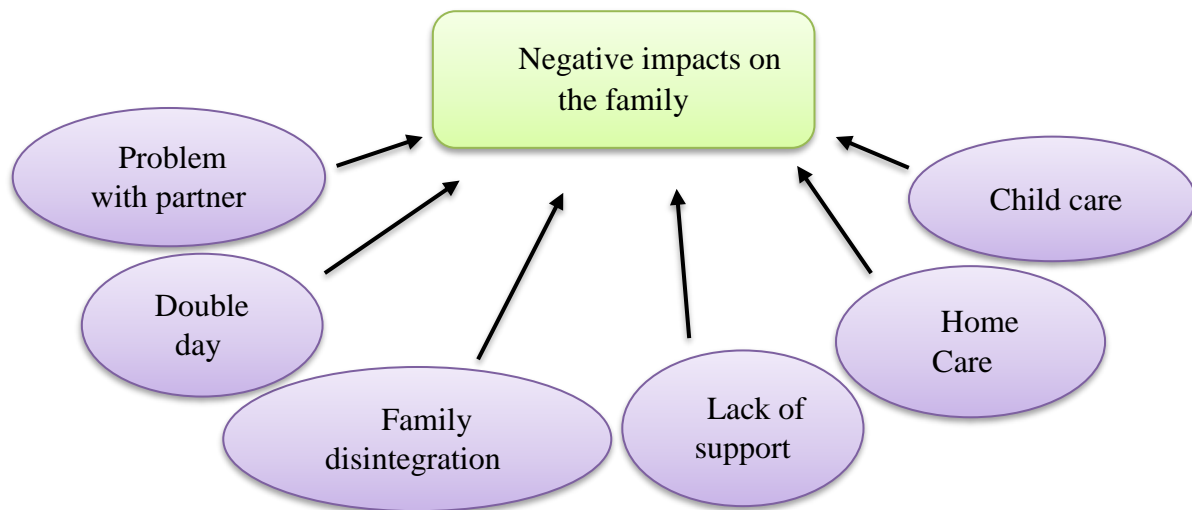 Negative impacts on
the family
Problem
with partner
Double
day
Family
disintegration
Lack of
support
Home
Care
Child care